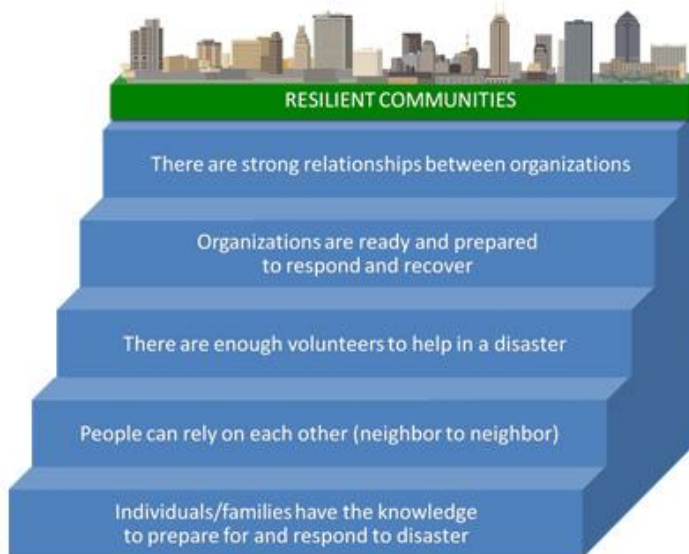 RESILIENT COMMUNITIES
There are strong relationships between organizations
Organizations are ready and prepared
to respond and recover
There are enough volunteers to help in a disaster
People can rely on each other (neighbor to neighbor)
Individuals/families have the knowledge
to prepare for and respond to disaster